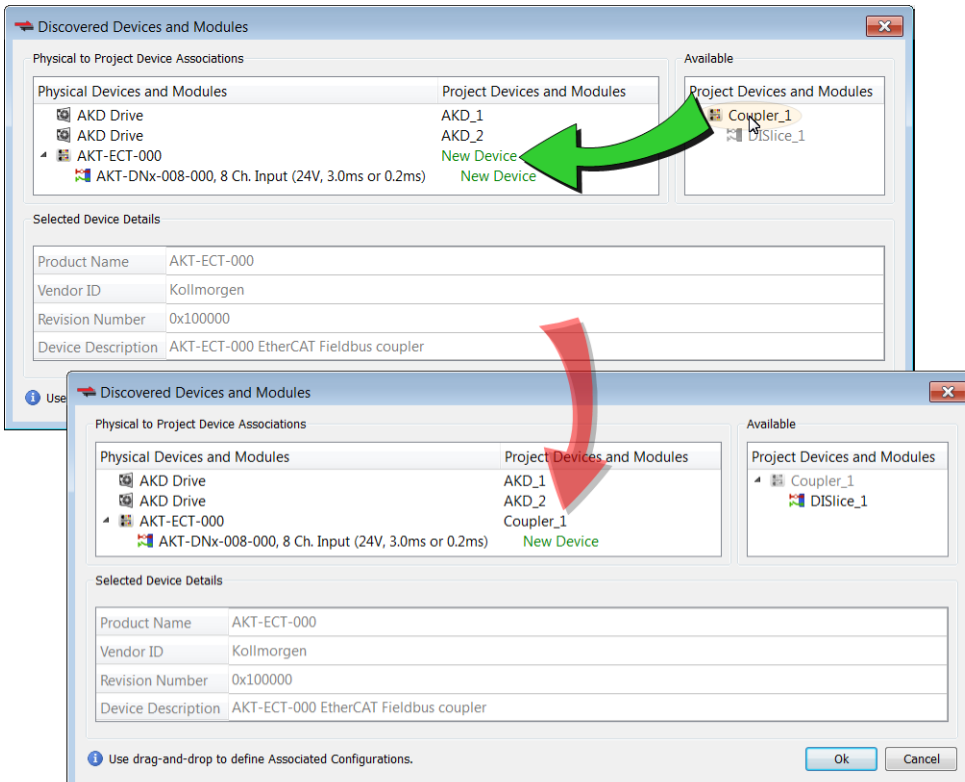 Discovered Devices and Modules
Physical to Project Device Associations
Available
Physical Devices and Modules Project Devices and Modules
Project Devices and Modules
AKD Drive AKD_1
Coupler_1
AKD Drive AKD_2
DISlice_1
AKT-ECT-000 New Device
AKT-DNx-008-000, 8 Ch. Input (24V, 3.0ms or 0.2ms) New Device
Selected Device Details
Product Name AKT-ECT-000
Vendor ID Kollmorgen
Revision Number 0x100000
Device Description AKT-ECT-000 EtherCAT Fieldbus coupler
Use
Discovered Devices and Modules
Physical to Project Device Associations
Available
Physical Devices and Modules Project Devices and Modules
Project Devices and Modules
AKD Drive AKD_1
Coupler_1
AKD Drive AKD_2
DISlice_1
AKT-ECT-000 Coupler_1
AKT-DNx-008-000, 8 Ch. Input (24V, 3.0ms or 0.2ms) New Device
Selected Device Details
Product Name AKT-ECT-000
Vendor ID Kollmorgen
Revision Number 0x100000
Device Description AKT-ECT-000 EtherCAT Fieldbus coupler
Use drag-and-drop to define Associated Configurations.
Ok Cancel